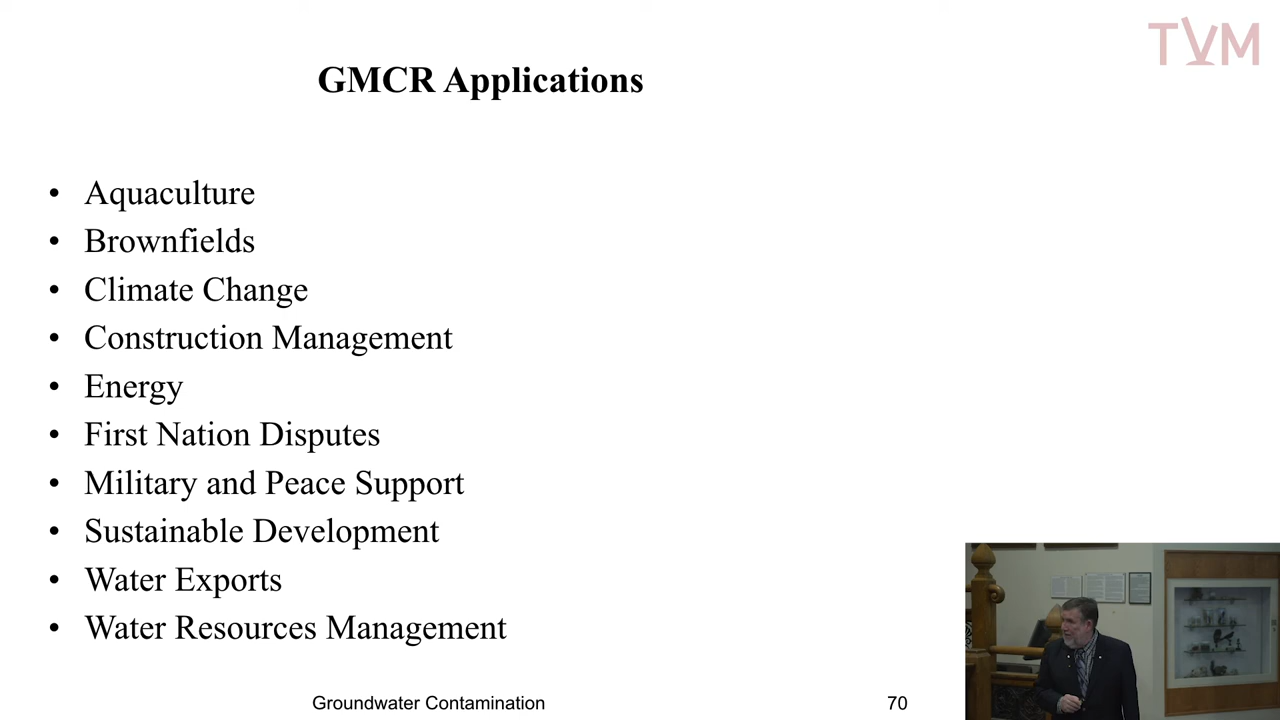 TVM
GMCR Applications
• Aquaculture
• Brownfields
• Climate Change
• Construction Management
• Energy
• First Nation Disputes
• Military and Peace Support
• Sustainable Development
• Water Exports
• Water Resources Management
Groundwater Contamination
70